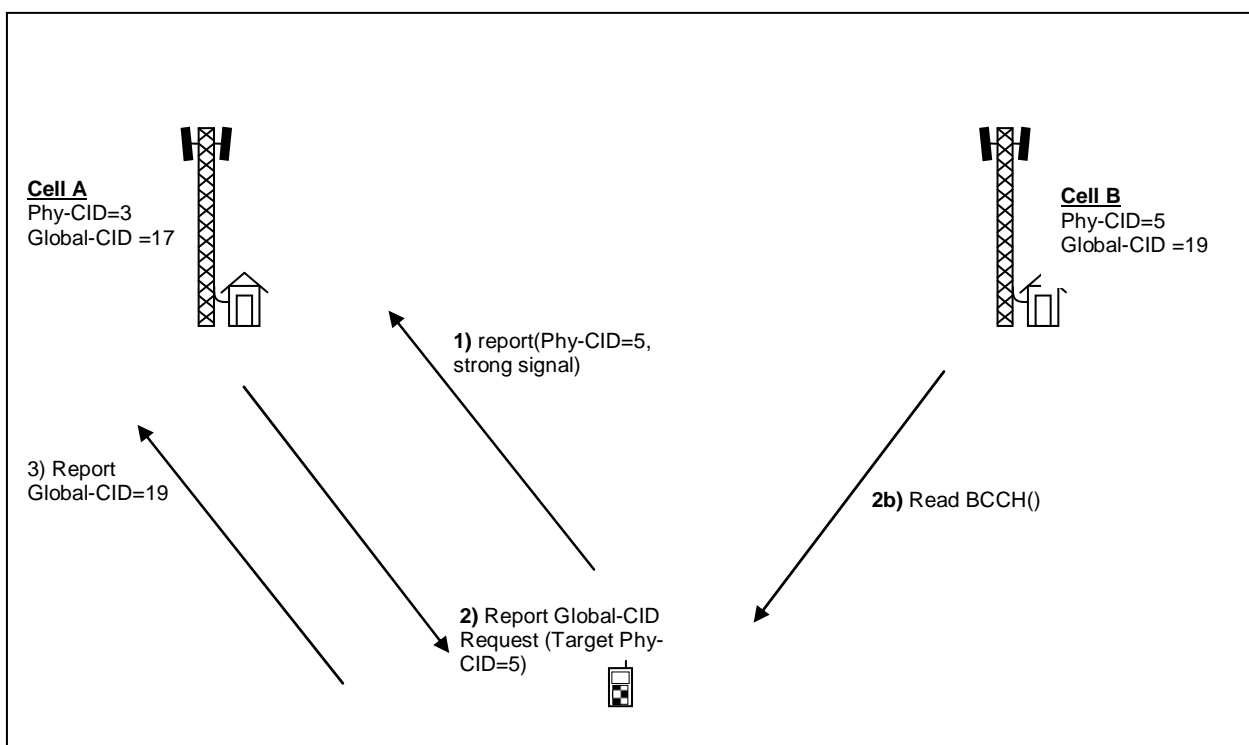 Cell A
Phy-CID=3
Global-CID =17
Cell B
Phy-CID=5
Global-CID =19
1) report(Phy-CID=5,
strong signal)
3) Report
Global-CID=19
2b) Read BCCH()
2) Report Global-CID
Request (Target Phy-
CID=5)